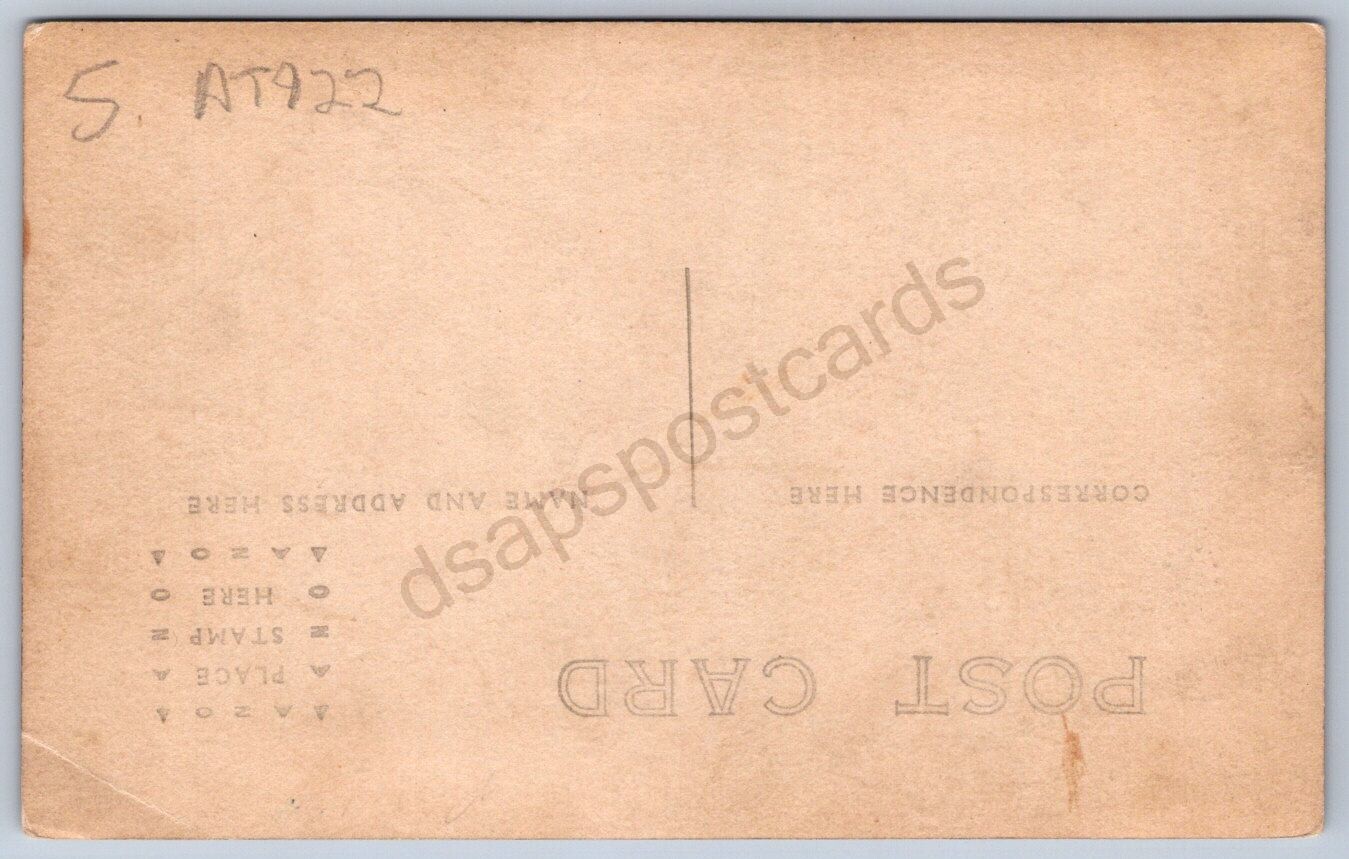 5. AT922
POST CARD
CORRESPONDENCE HERE
NAME AND ADDRESS HERE
▲ A Z O ▲
A PLACE A
Z STAMP Z
O HERE O
▲ A Z O ▲
dsapspostcards